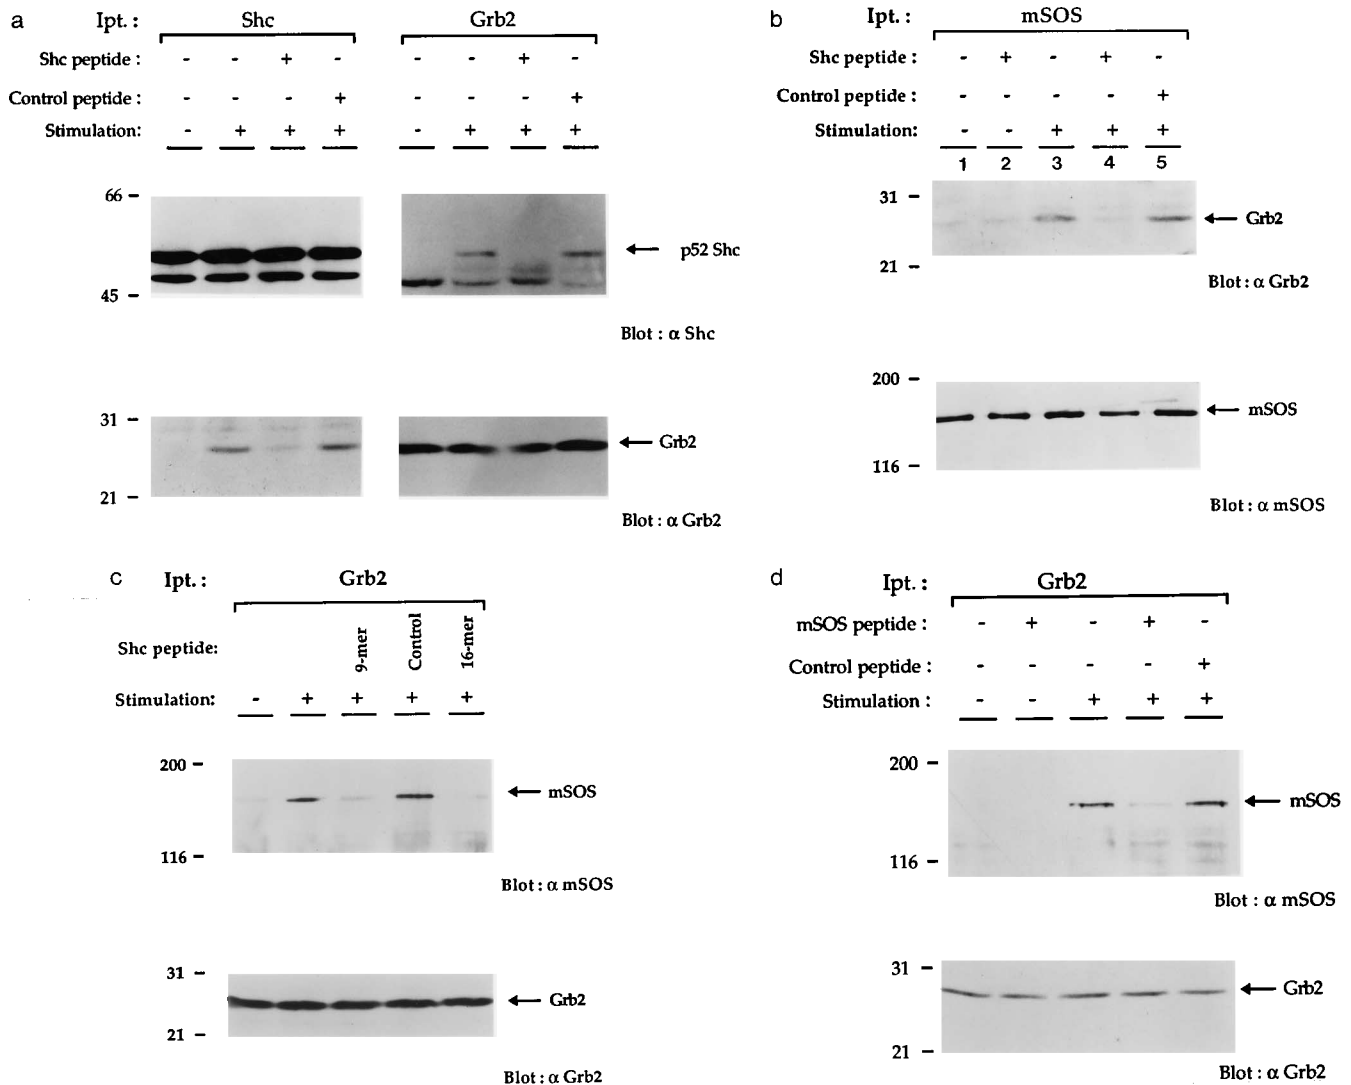 a Ipt. : Shc Grb2
Shc peptide : - - + - - - + -
Control peptide : - - - + - - - +
Stimulation: - + + + - + + +
66
p52 Shc
45
Blot : α Shc
31
Grb2
21
Blot : α Grb2
b Ipt. : mSOS
Shc peptide : - + - + -
Control peptide : - - - - +
Stimulation: - - + + +
1 2 3 4 5
31
Grb2
21
Blot : α Grb2
200
mSOS
116
Blot : α mSOS
c Ipt. : Grb2
Shc peptide: 9-mer Control 16-mer
Stimulation: - + + + +
200
mSOS
116
Blot : α mSOS
31
Grb2
21
Blot : α Grb2
d Ipt. : Grb2
mSOS peptide : - + - + -
Control peptide : - - - - +
Stimulation : - - + + +
200
mSOS
116
Blot : α mSOS
31
Grb2
21
Blot : α Grb2